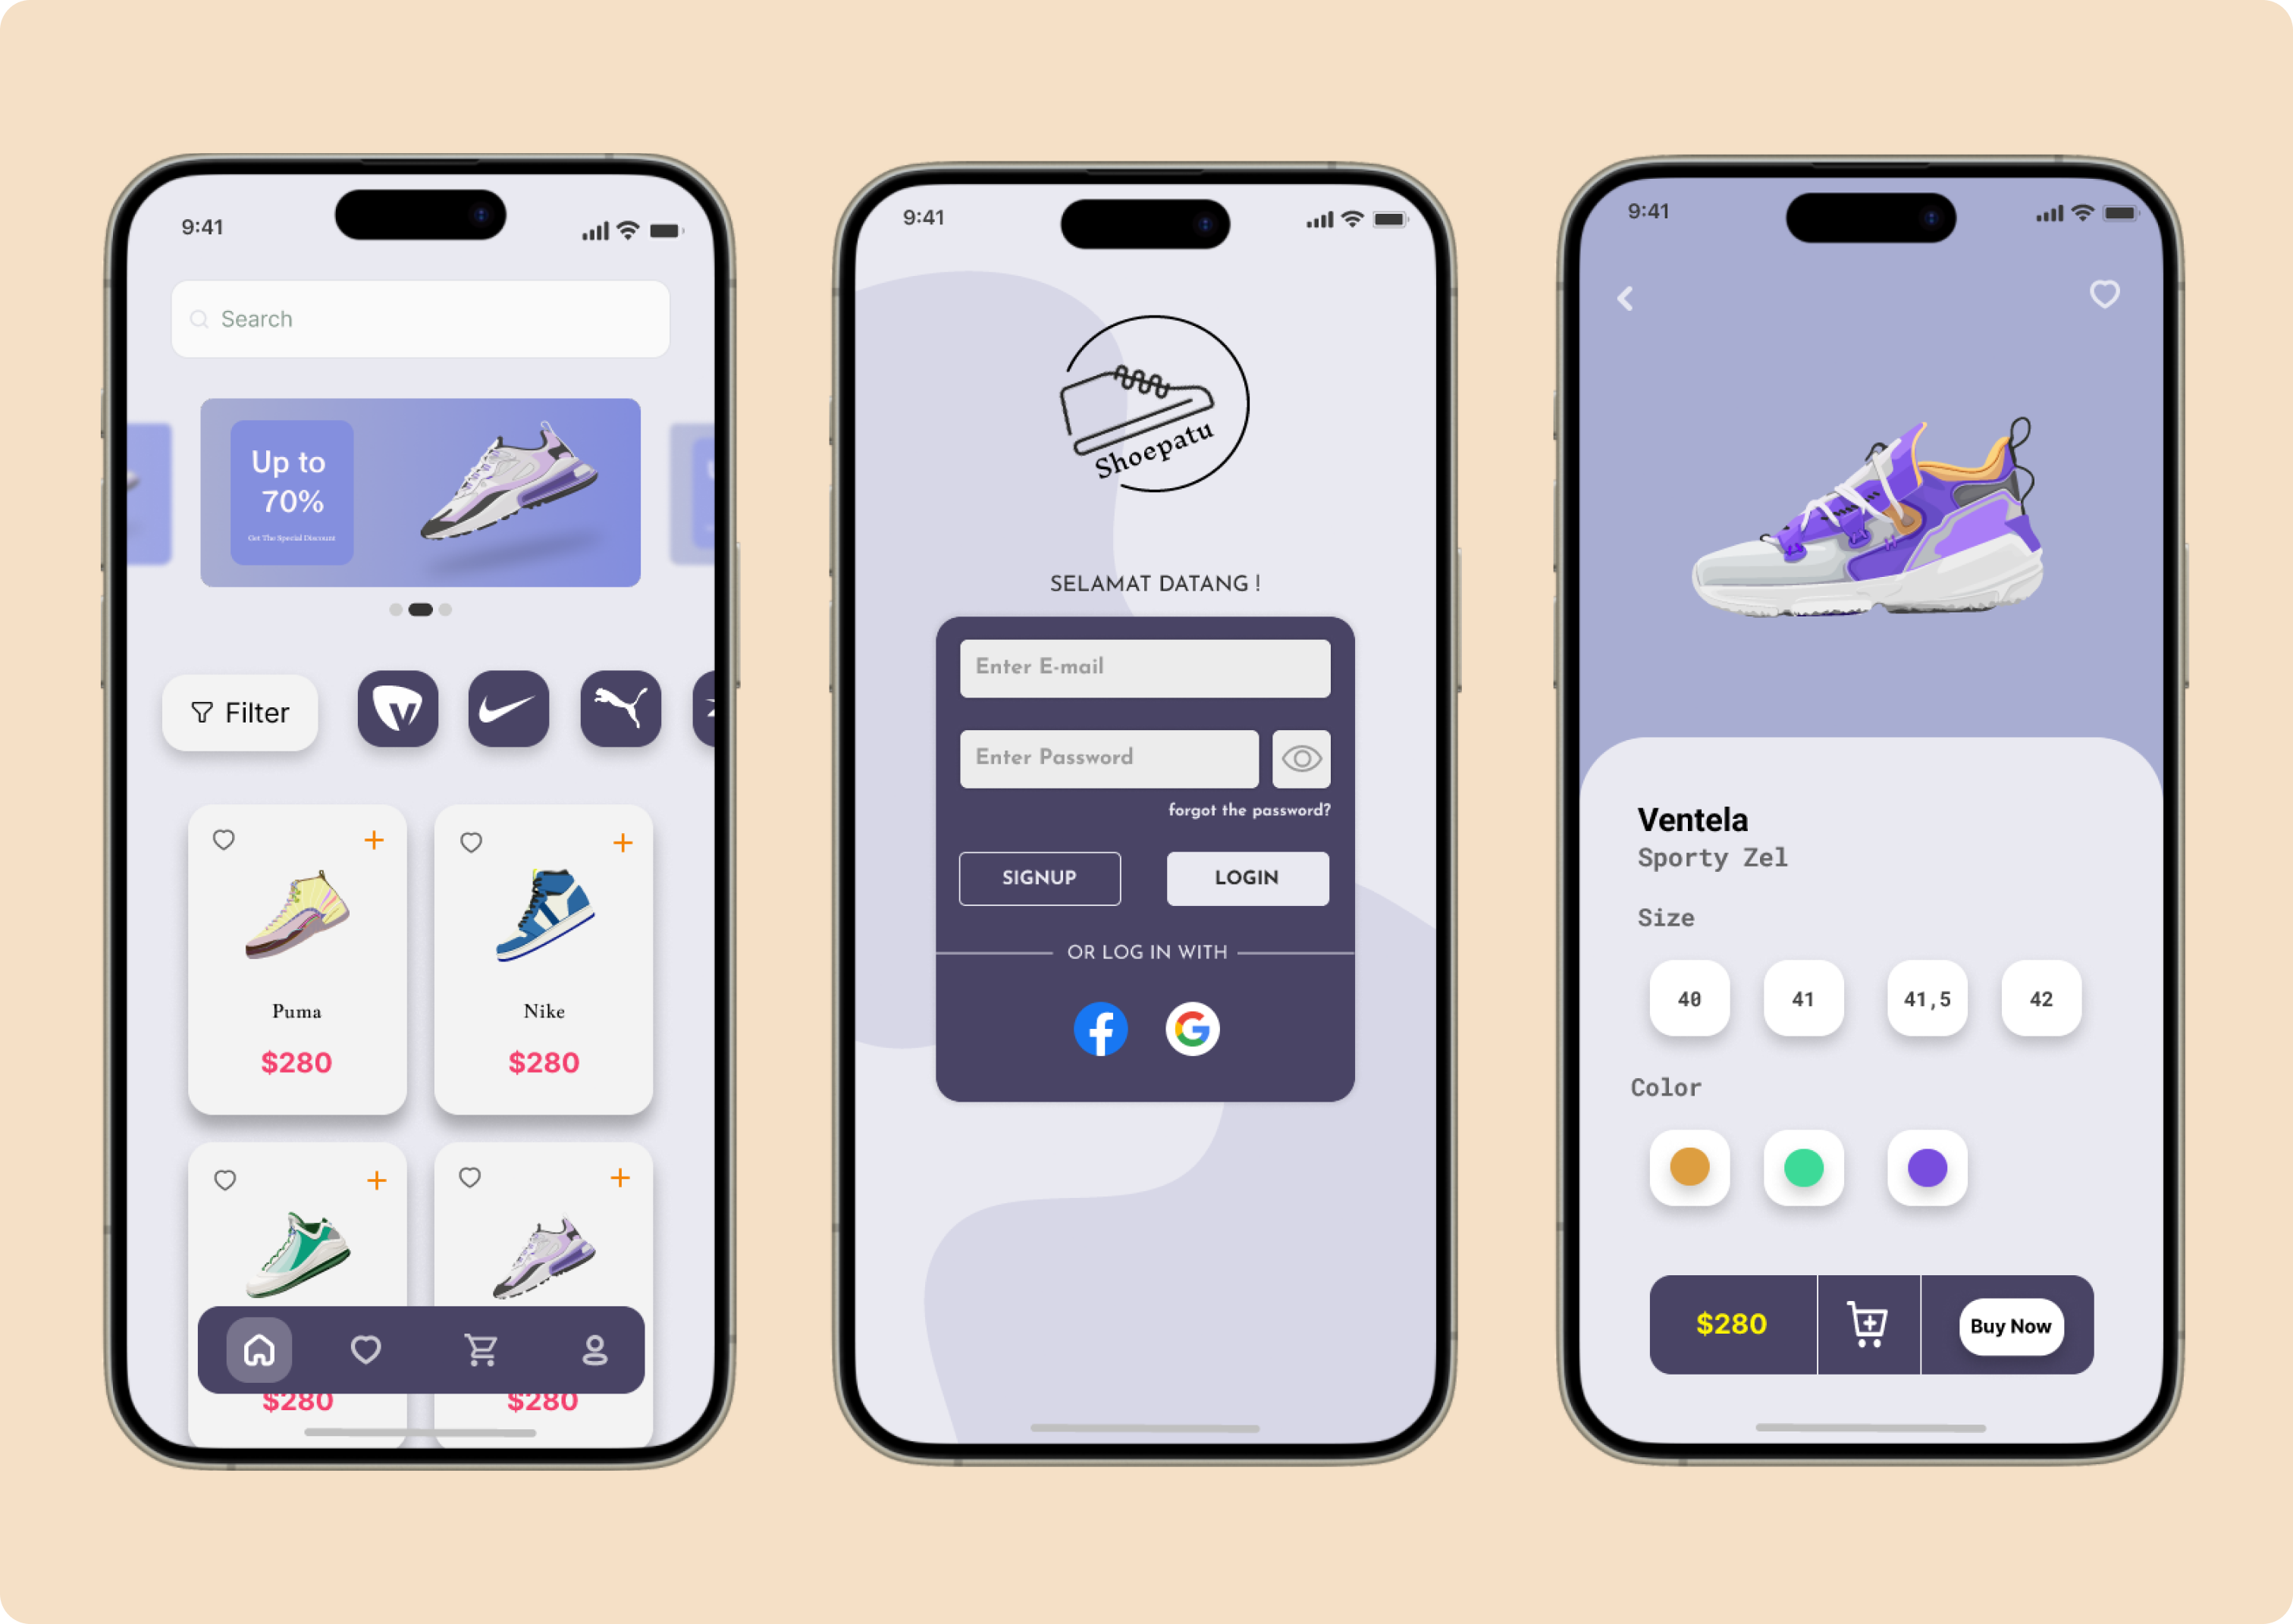 9:41
Search
Up to
70%
Get The Special Discount
Filter
Puma
$280
Nike
$280
$280
$280
9:41
Shoepatu
SELAMAT DATANG !
Enter E-mail
Enter Password
forgot the password?
SIGNUP
LOGIN
OR LOG IN WITH
9:41
Ventela
Sporty Zel
Size
40
41
41,5
42
Color
$280
Buy Now